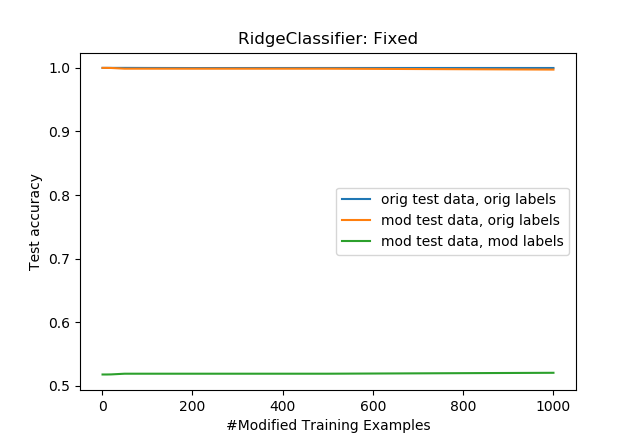 RidgeClassifier: Fixed
1.0
0.9
0.8
0.7
0.6
0.5
Test accuracy
orig test data, orig labels
mod test data, orig labels
mod test data, mod labels
0 200 400 600 800 1000
#Modified Training Examples